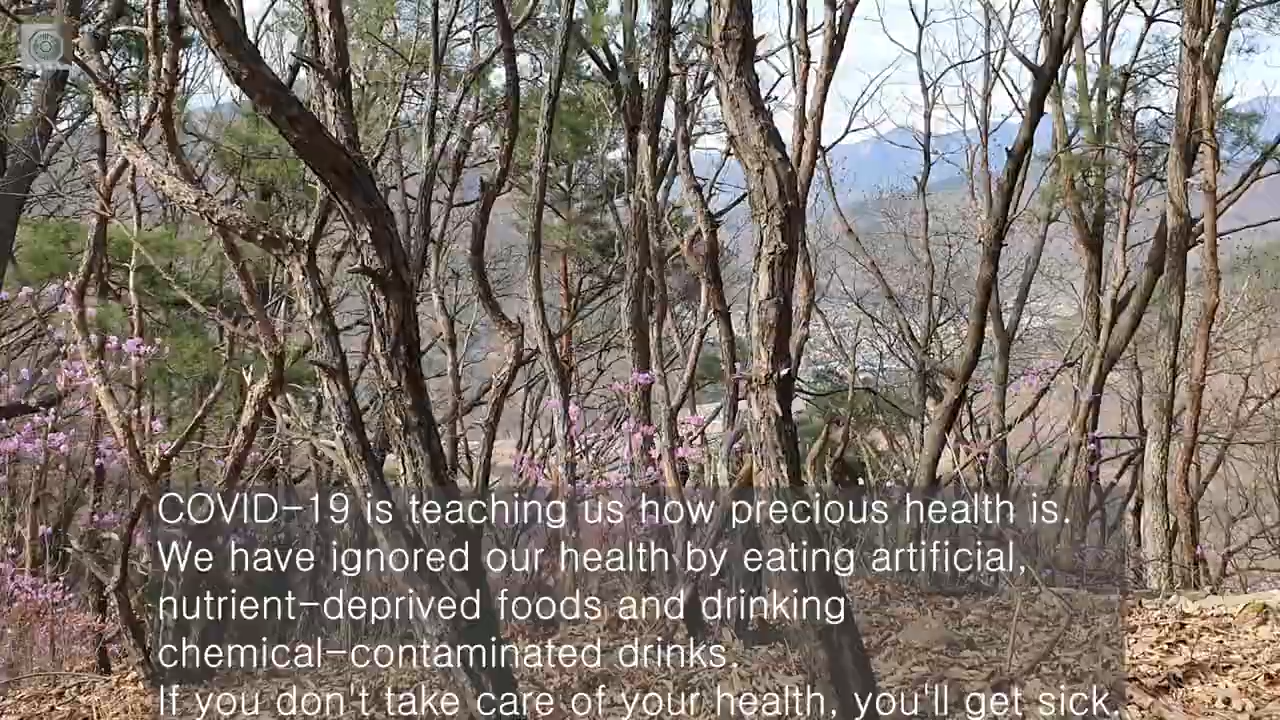 COVID-19 is teaching us how precious health is.
We have ignored our health by eating artificial,
nutrient-deprived foods and drinking
chemical-contaminated drinks.
If you don't take care of your health, you'll get sick.